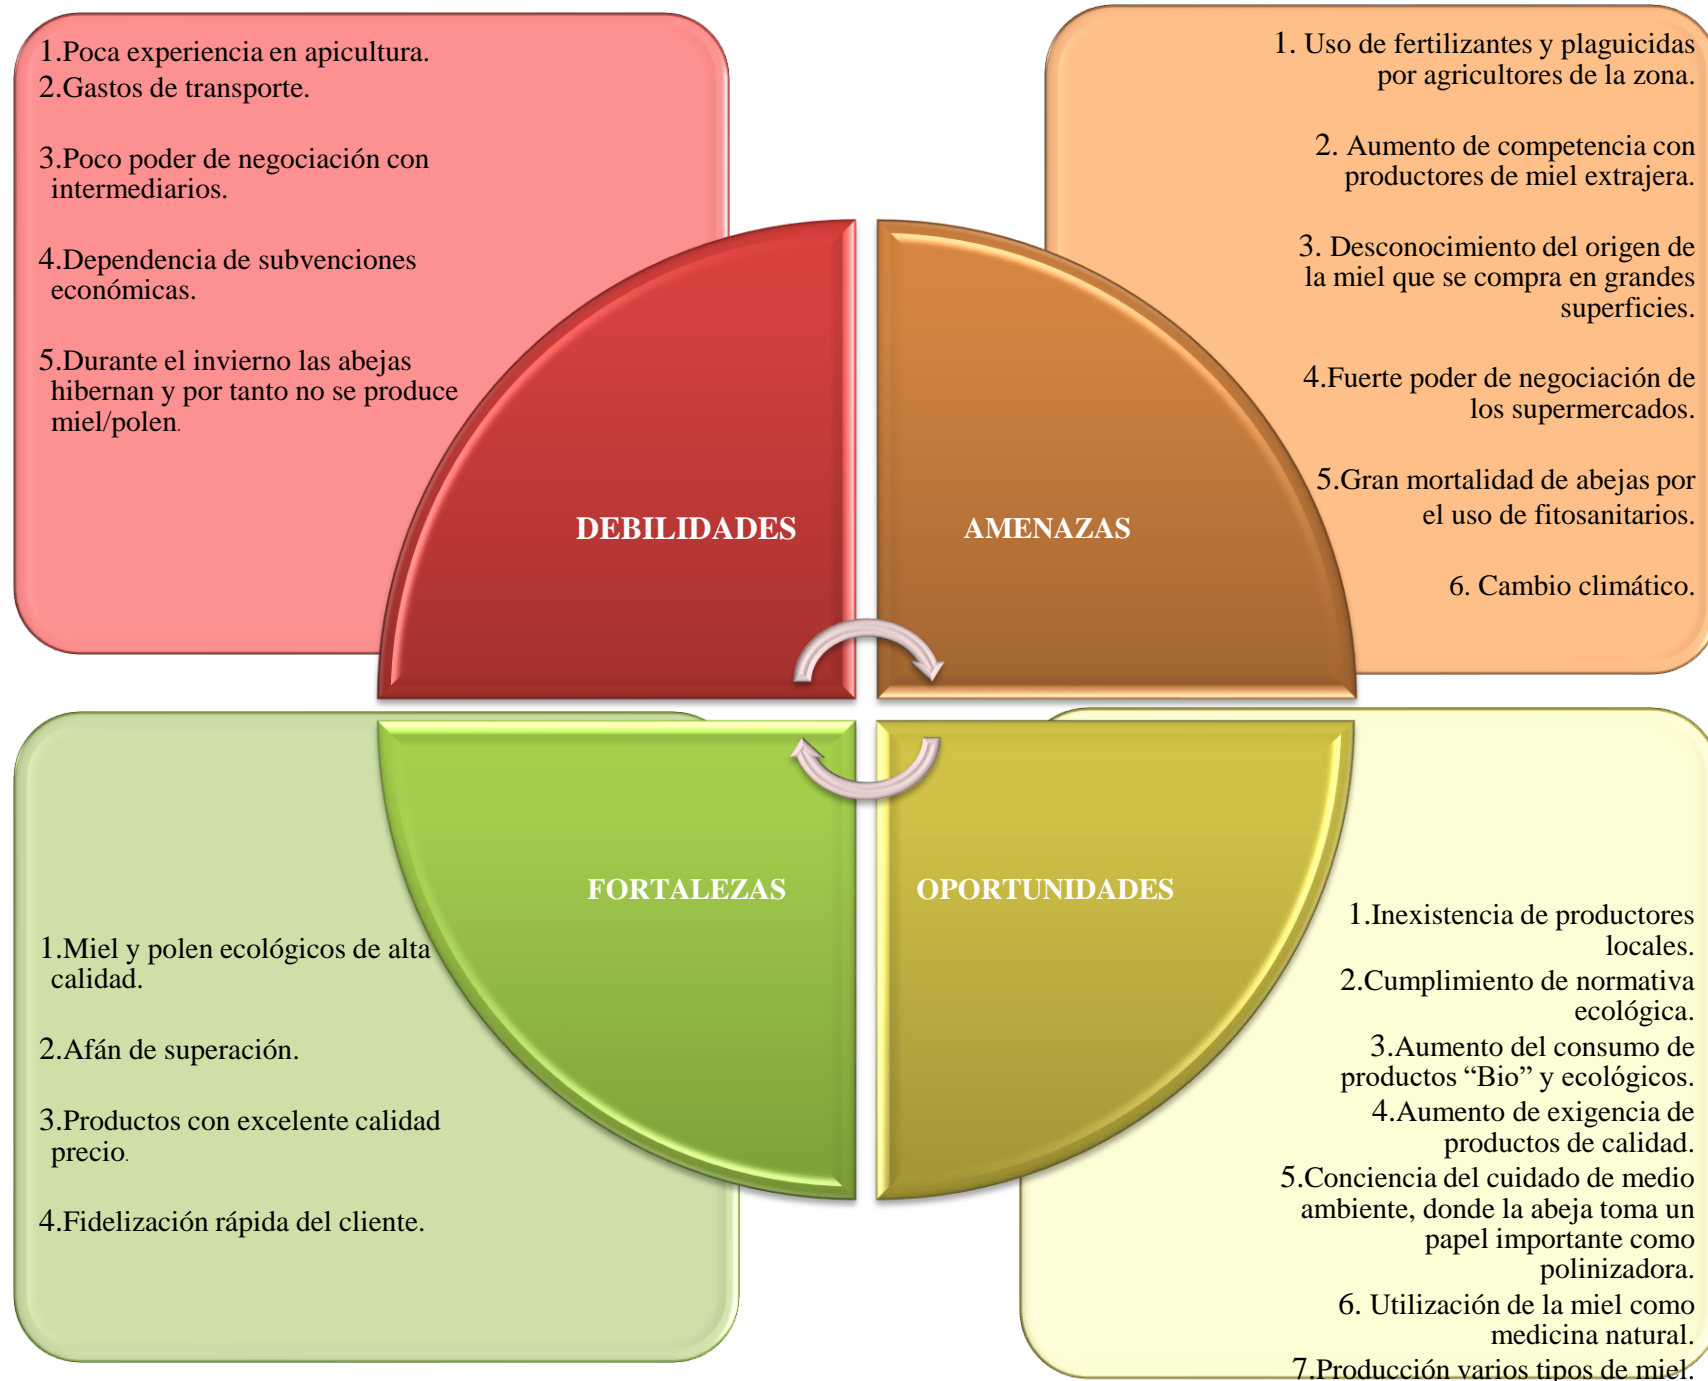 1.Poca experiencia en apicultura.
2.Gastos de transporte.
3.Poco poder de negociación con
intermediarios.
4.Dependencia de subvenciones
económicas.
5.Durante el invierno las abejas
hibernan y por tanto no se produce
miel/polen.
DEBILIDADES
1. Uso de fertilizantes y plaguicidas
por agricultores de la zona.
2. Aumento de competencia con
productores de miel extrajera.
3. Desconocimiento del origen de
la miel que se compra en grandes
superficies.
4.Fuerte poder de negociación de
los supermercados.
5.Gran mortalidad de abejas por
el uso de fitosanitarios.
6. Cambio climático.
AMENAZAS
FORTALEZAS
1.Miel y polen ecológicos de alta
calidad.
2.Afán de superación.
3.Productos con excelente calidad
precio.
4.Fidelización rápida del cliente.
OPORTUNIDADES
1.Inexistencia de productores
locales.
2.Cumplimiento de normativa
ecológica.
3.Aumento del consumo de
productos “Bio” y ecológicos.
4.Aumento de exigencia de
productos de calidad.
5.Conciencia del cuidado de medio
ambiente, donde la abeja toma un
papel importante como
polinizadora.
6. Utilización de la miel como
medicina natural.
7.Producción varios tipos de miel.